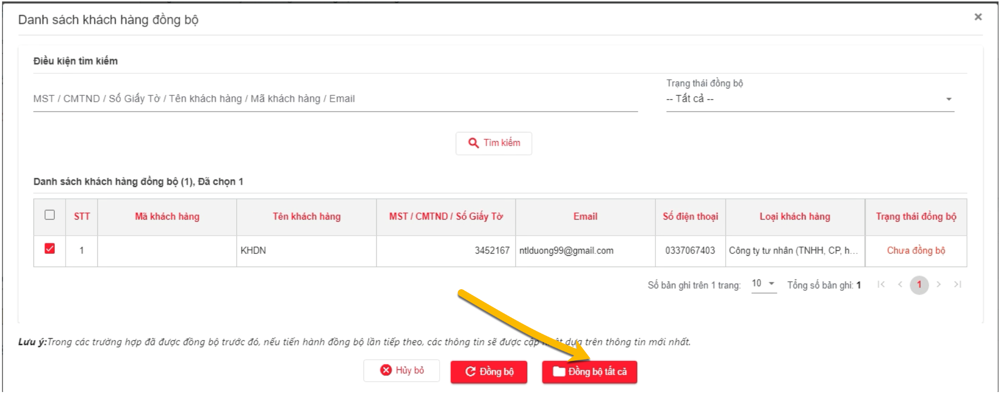 Danh sách khách hàng đồng bộ
Điều kiện tìm kiếm
Trạng thái đồng bộ
MST / CMTND / Số Giấy Tờ / Tên khách hàng / Mã khách hàng / Email
-- Tất cả --
Tìm kiếm
Danh sách khách hàng đồng bộ (1), Đã chọn 1
STT Mã khách hàng Tên khách hàng MST / CMTND / Số Giấy Tờ Email Số điện thoại Loại khách hàng Trạng thái đồng bộ
1 KHDN 3452167 ntlduong99@gmail.com 0337067403 Công ty tư nhân (TNHH, CP, h... Chưa đồng bộ
Số bản ghi trên 1 trang: 10 Tổng số bản ghi: 1 |< < 1 > >|
Lưu ý:Trong các trường hợp đã được đồng bộ trước đó, nếu tiến hành đồng bộ lần tiếp theo, các thông tin sẽ được dựa trên thông tin mới nhất.
Hủy bỏ Đồng bộ Đồng bộ tất cả